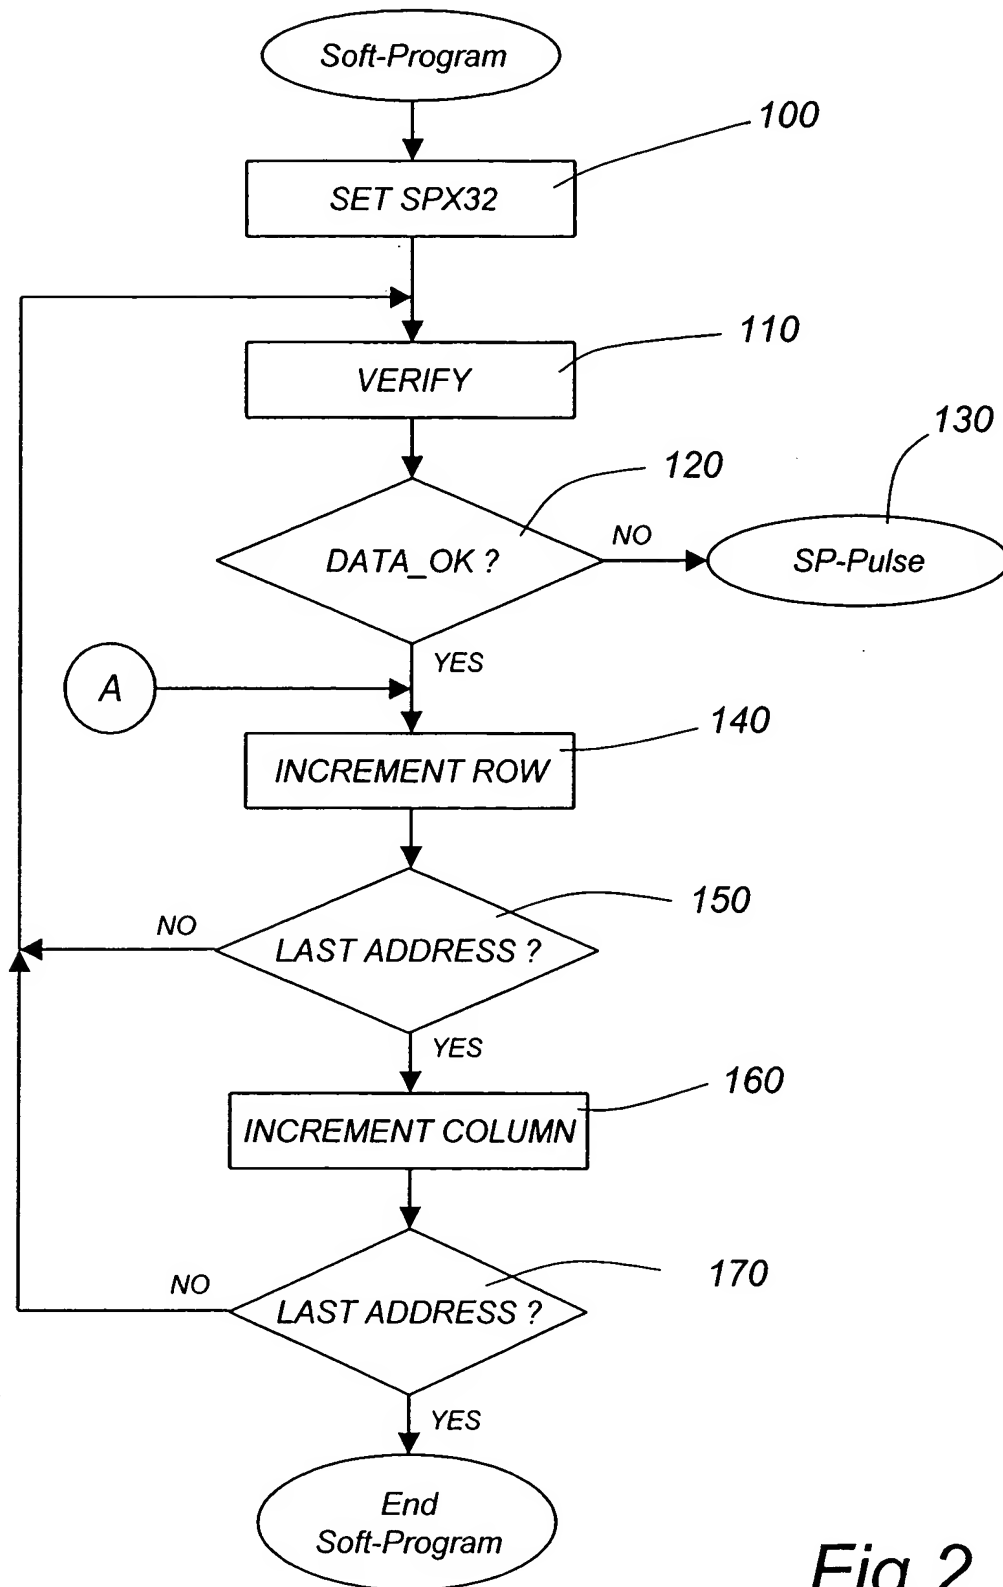 Soft-Program
100
SET SPX32
110
VERIFY
130
120
DATA_OK ?
NO
SP-Pulse
YES
A
140
INCREMENT ROW
150
NO
LAST ADDRESS ?
YES
160
INCREMENT COLUMN
170
NO
LAST ADDRESS ?
YES
End
Soft-Program
Fig.2